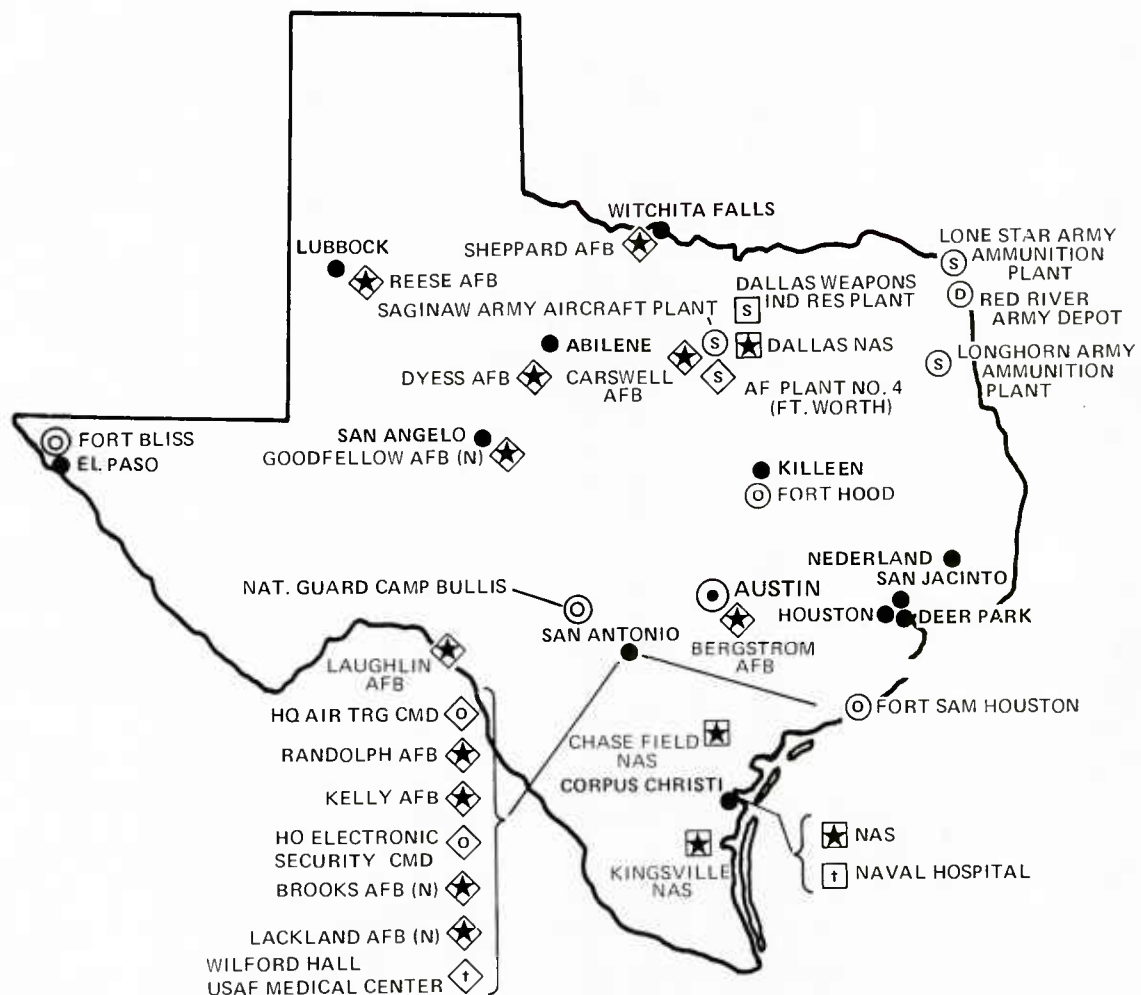 WITCHITA FALLS
SHEPPARD AFB
LUBBOCK
REESE AFB
SAGINAW ARMY AIRCRAFT PLANT
DALLAS WEAPONS
IND RES PLANT
S
LONE STAR ARMY
AMMUNITION
PLANT
S
D
RED RIVER
ARMY DEPOT
ABILENE
S
DALLAS NAS
S
LONGHORN ARMY
AMMUNITION
PLANT
DYESS AFB
CARSWELL
AFB
S
AF PLANT NO. 4
(FT. WORTH)
O
FORT BLISS
EL PASO
SAN ANGELO
GOODFELLOW AFB (N)
KILLEEN
O
FORT HOOD
NEDERLAND
SAN JACINTO
NAT. GUARD CAMP BULLIS
O
AUSTIN
HOUSTON
DEER PARK
SAN ANTONIO
BERGSTROM
AFB
LAUGHLIN
AFB
O
FORT SAM HOUSTON
HQ AIR TRG CMD
O
RANDOLPH AFB
KELLY AFB
HO ELECTRONIC
SECURITY CMD
O
BROOKS AFB (N)
LACKLAND AFB (N)
WILFORD HALL
USAF MEDICAL CENTER
CHASE FIELD
NAS
CORPUS CHRISTI
KINGSVILLE
NAS
NAS
NAVAL HOSPITAL